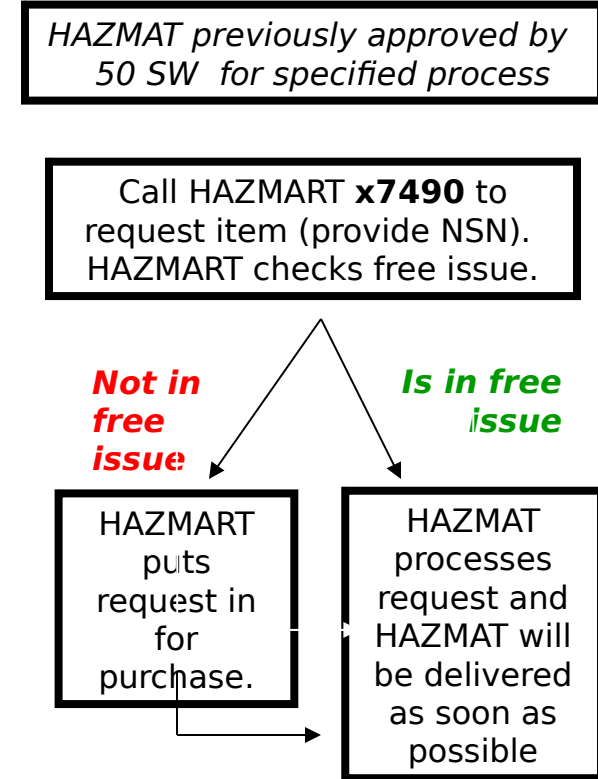 HAZMAT previously approved by
50 SW for specified process
Call HAZMART x7490 to
request item (provide NSN).
HAZMART checks free issue.
Not in
free
issue
Is in free
issue
HAZMART
puts
request in
for
purchase.
HAZMAT
processes
request and
HAZMAT will
be delivered
as soon as
possible